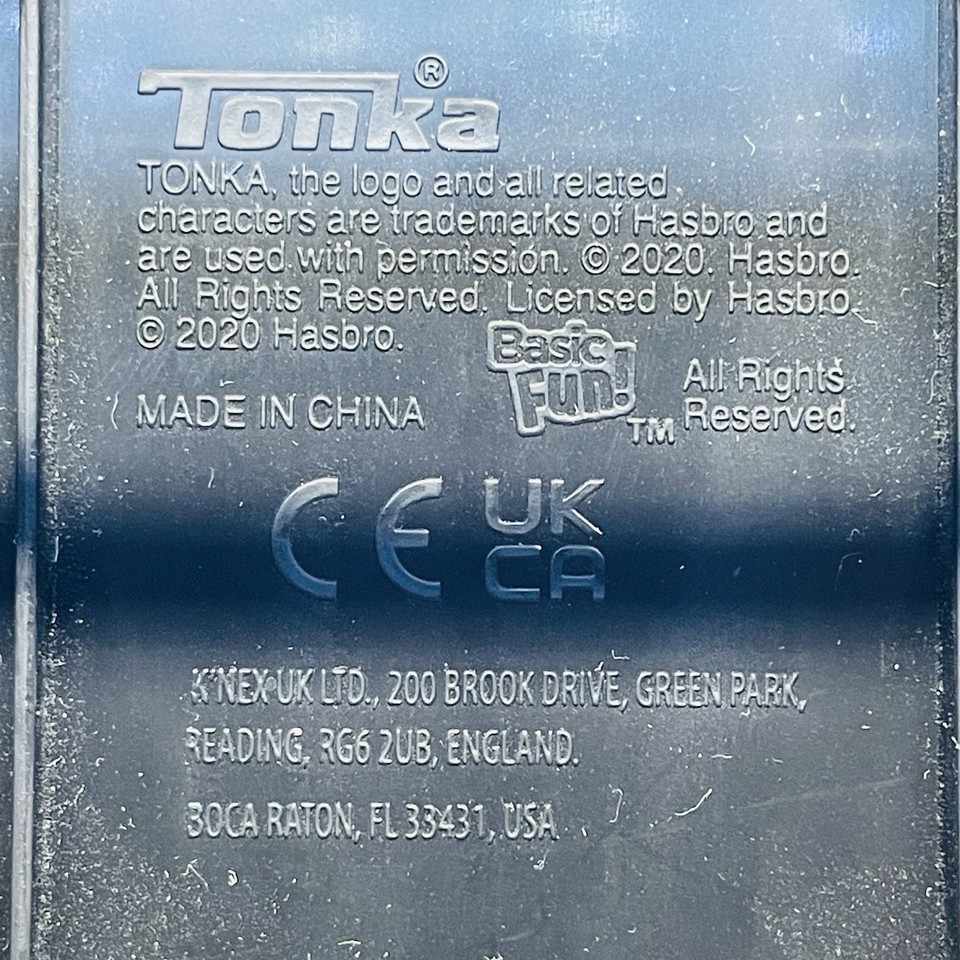 Tonka®
TONKA, the logo and all related
characters are trademarks of Hasbro and
are used with permission. © 2020. Hasbro.
All Rights Reserved. Licensed by Hasbro.
© 2020 Hasbro.
Basic
Fun!™
All Rights
Reserved.
MADE IN CHINA
CE
UK
CA
K'NEX UK LTD., 200 BROOK DRIVE, GREEN PARK,
READING, RG6 2UB, ENGLAND.
BOCA RATON, FL 33431, USA